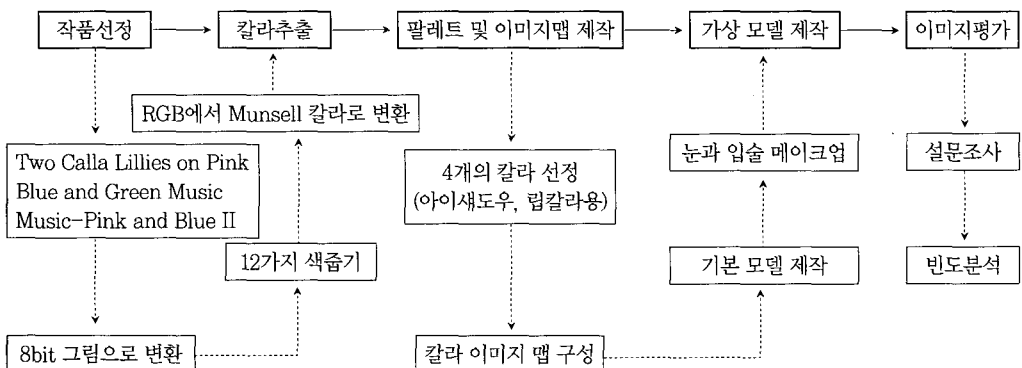 작품선정
칼라추출
팔레트 및 이미지맵 제작
가상 모델 제작
이미지평가
RGB에서 Munsell 칼라로 변환
Two Calla Lillies on Pink
Blue and Green Music
Music-Pink and Blue II
4개의 칼라 선정
(아이섀도우, 립칼라용)
눈과 입술 메이크업
설문조사
12가지 색줍기
기본 모델 제작
빈도분석
8bit 그림으로 변환
칼라 이미지 맵 구성